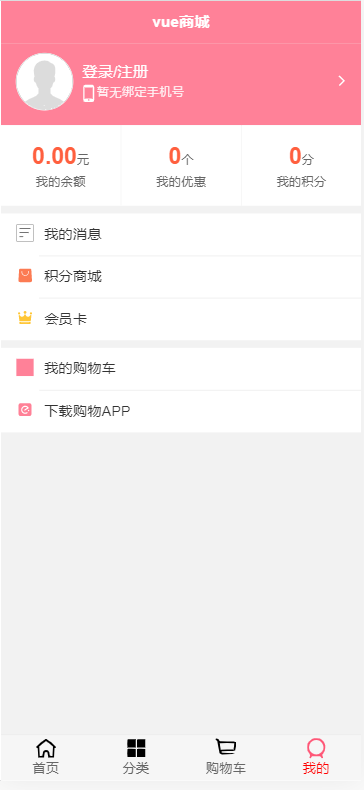 vue商城
登录/注册
暂无绑定手机号
0.00元 0个 0分
我的余额 我的优惠 我的积分
我的消息
积分商城
会员卡
我的购物车
下载购物APP
首页 分类 购物车 我的